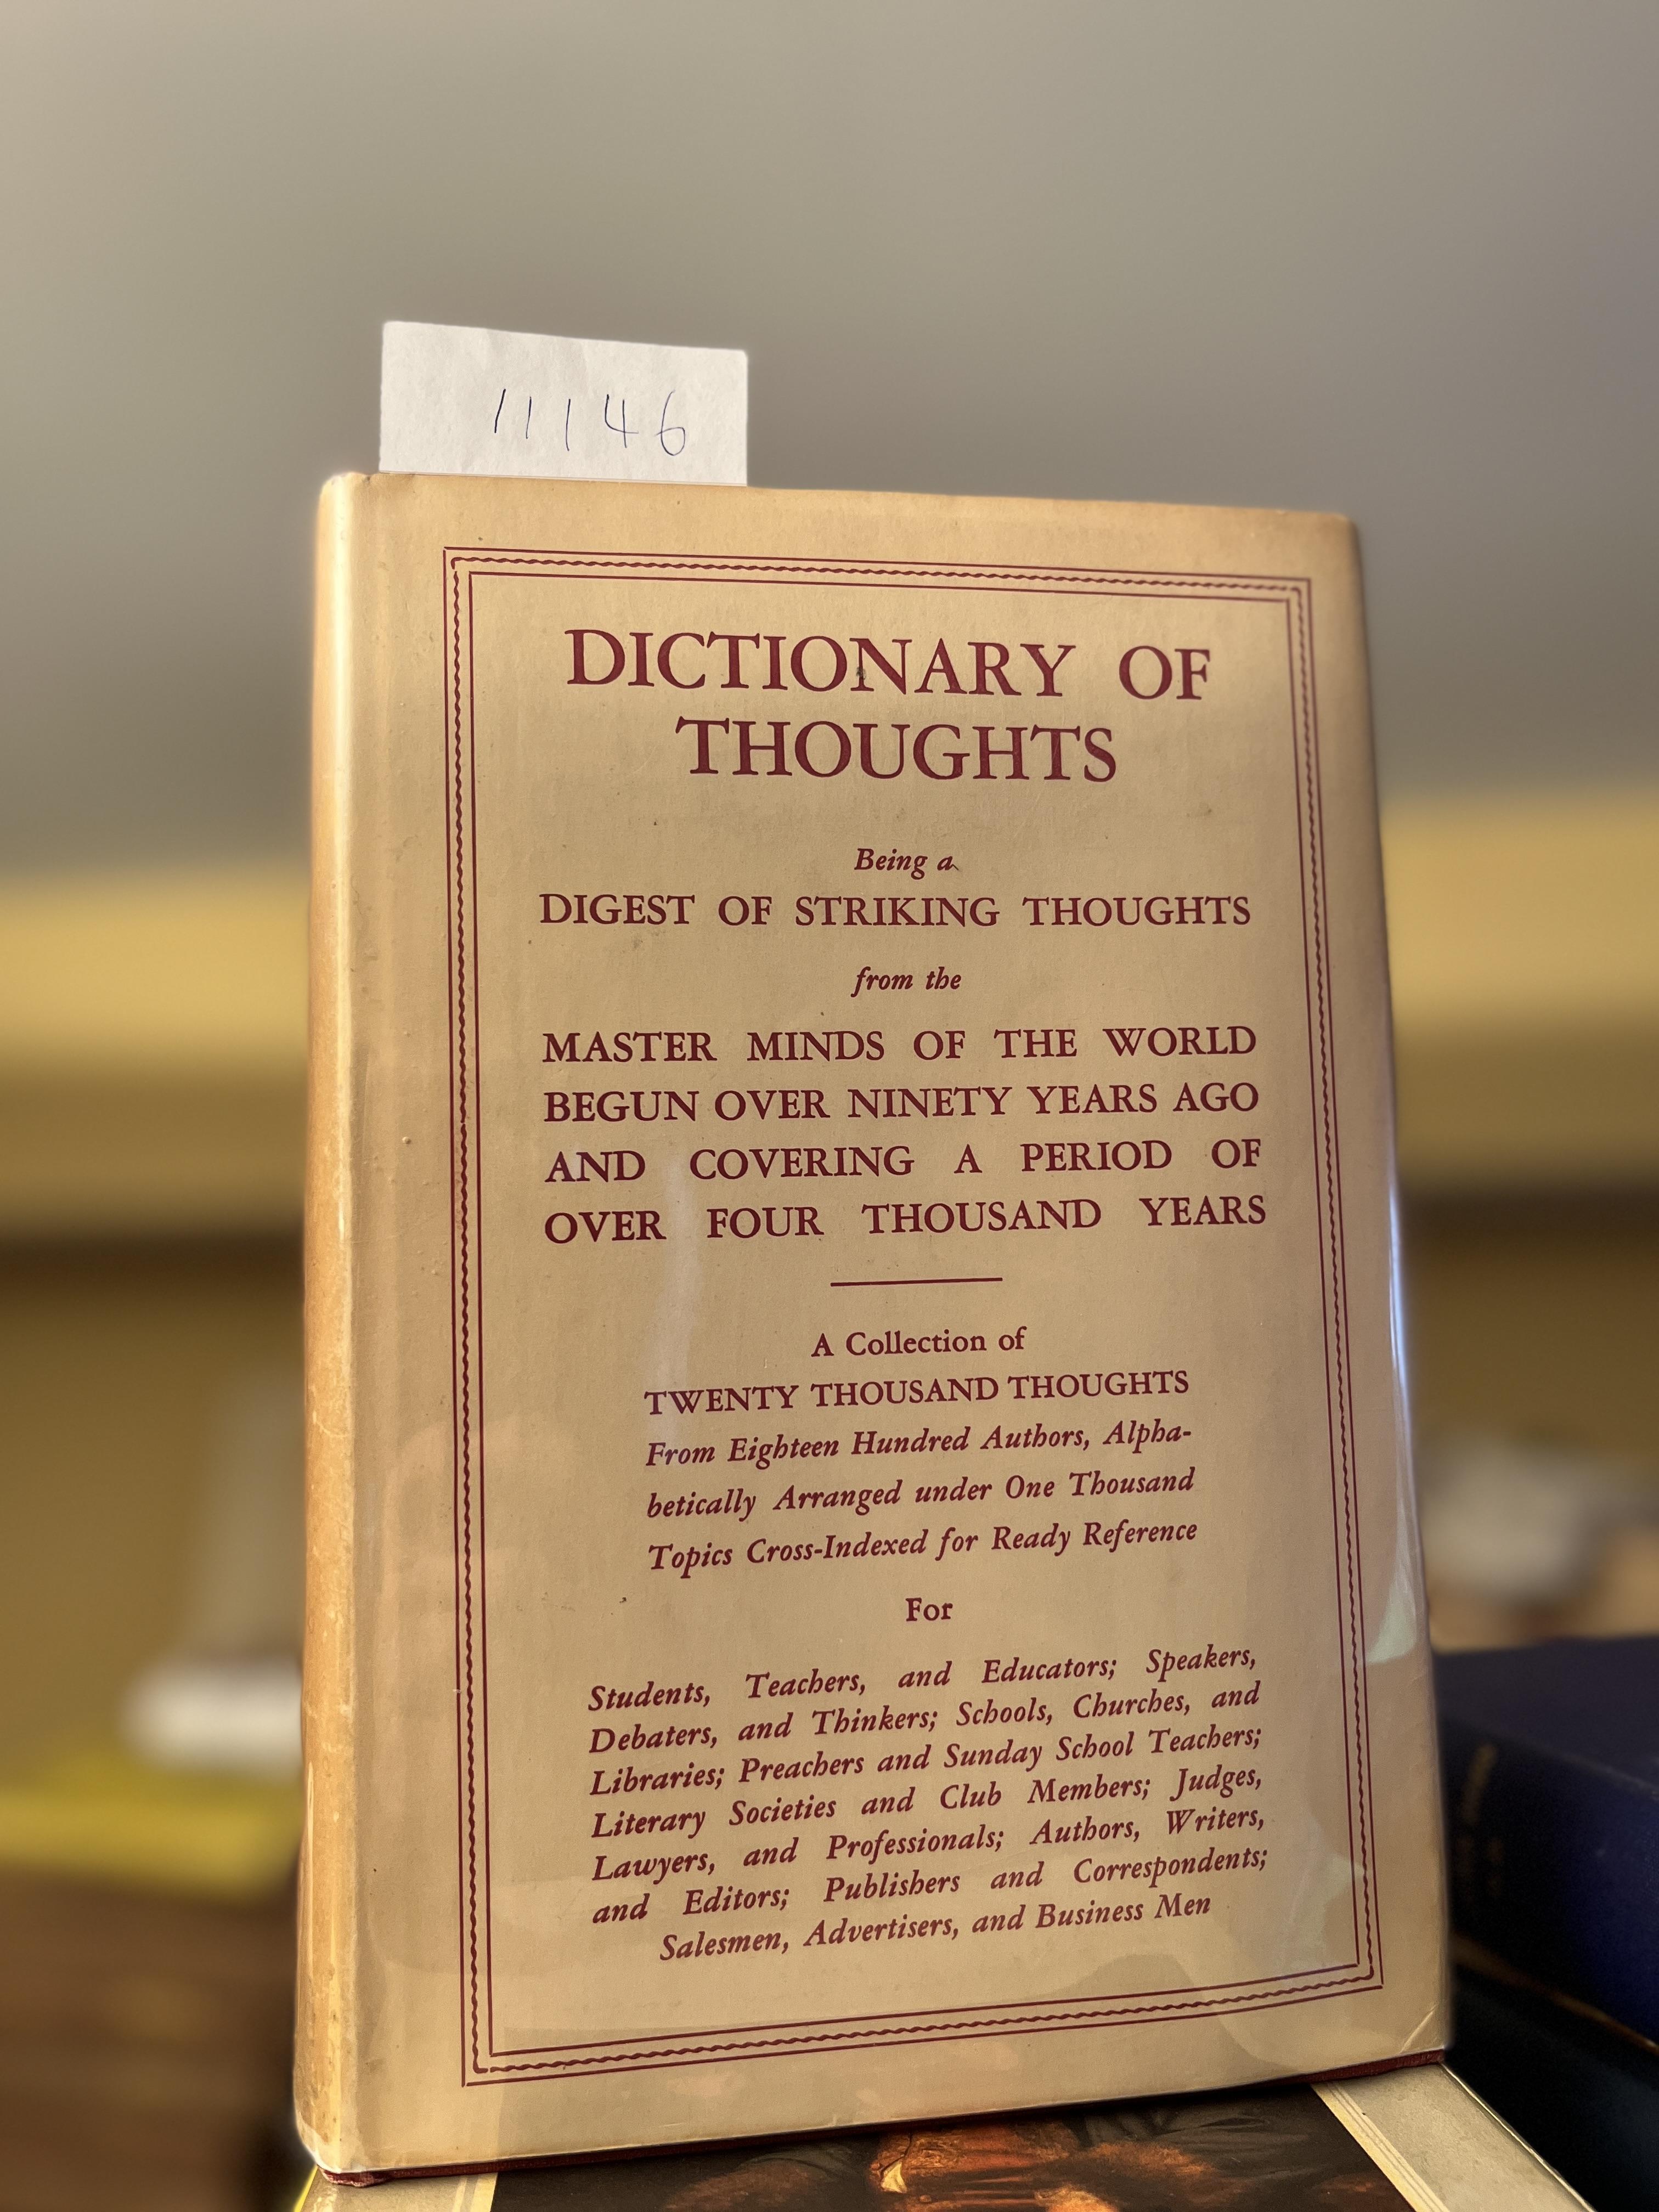 11146
DICTIONARY OF
THOUGHTS
Being a
DIGEST OF STRIKING THOUGHTS
from the
MASTER MINDS OF THE WORLD
BEGUN OVER NINETY YEARS AGO
AND COVERING A PERIOD OF
OVER FOUR THOUSAND YEARS
A Collection of
TWENTY THOUSAND THOUGHTS
From Eighteen Hundred Authors, Alpha-
betically Arranged under One Thousand
Topics Cross-Indexed for Ready Reference
For
Students, Teachers, and Educators; Speakers,
Debaters, and Thinkers; Schools, Churches, and
Libraries; Preachers and Sunday School Teachers;
Literary Societies and Club Members; Judges,
Lawyers, and Professionals; Authors, Writers,
and Editors; Publishers and Correspondents;
Salesmen, Advertisers, and Business Men